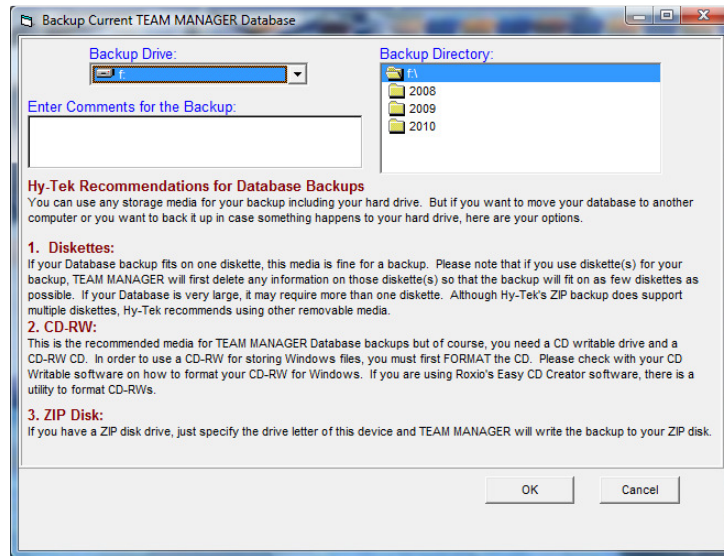 Backup Current TEAM MANAGER Database
Backup Drive:
f:
Backup Directory:
f:\
2008
2009
2010
Enter Comments for the Backup:
Hy-Tek Recommendations for Database Backups
You can use any storage media for your backup including your hard drive.  But if you want to move your database to another
computer or you want to back it up in case something happens to your hard drive, here are your options.
1.  Diskettes:
If your Database backup fits on one diskette, this media is fine for a backup.  Please note that if you use diskette(s) for your
backup, TEAM MANAGER will first delete any information on those diskette(s) so that the backup will fit on as few diskettes as
possible.  If your Database is very large, it may require more than one diskette.  Although Hy-Tek's ZIP backup does support
multiple diskettes, Hy-Tek recommends using other removable media.
2. CD-RW:
This is the recommended media for TEAM MANAGER Database backups but of course, you need a CD writable drive and a
CD-RW CD.  In order to use a CD-RW for storing Windows files, you must first FORMAT the CD.  Please check with your CD
Writable software on how to format your CD-RW for Windows.  If you are using Roxio's Easy CD Creator software, there is a
utility to format CD-RWs.
3. ZIP Disk:
If you have a ZIP disk drive, just specify the drive letter of this device and TEAM MANAGER will write the backup to your ZIP disk.
OK
Cancel